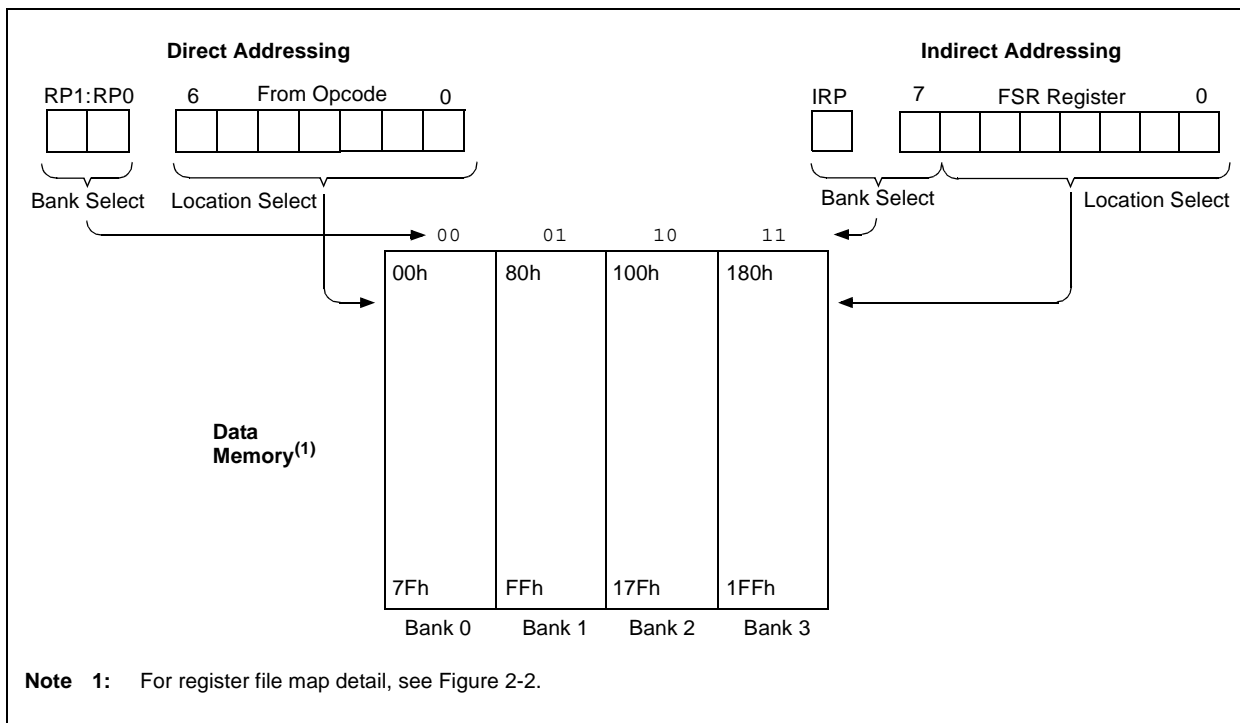 Direct Addressing
Indirect Addressing
RP1:RP0
6 From Opcode 0
IRP
7 FSR Register 0
Bank Select
Location Select
Bank Select
Location Select
00 01 10 11
00h 80h 100h 180h
Data
Memory(1)
7Fh FFh 17Fh 1FFh
Bank 0 Bank 1 Bank 2 Bank 3
Note 1: For register file map detail, see Figure 2-2.